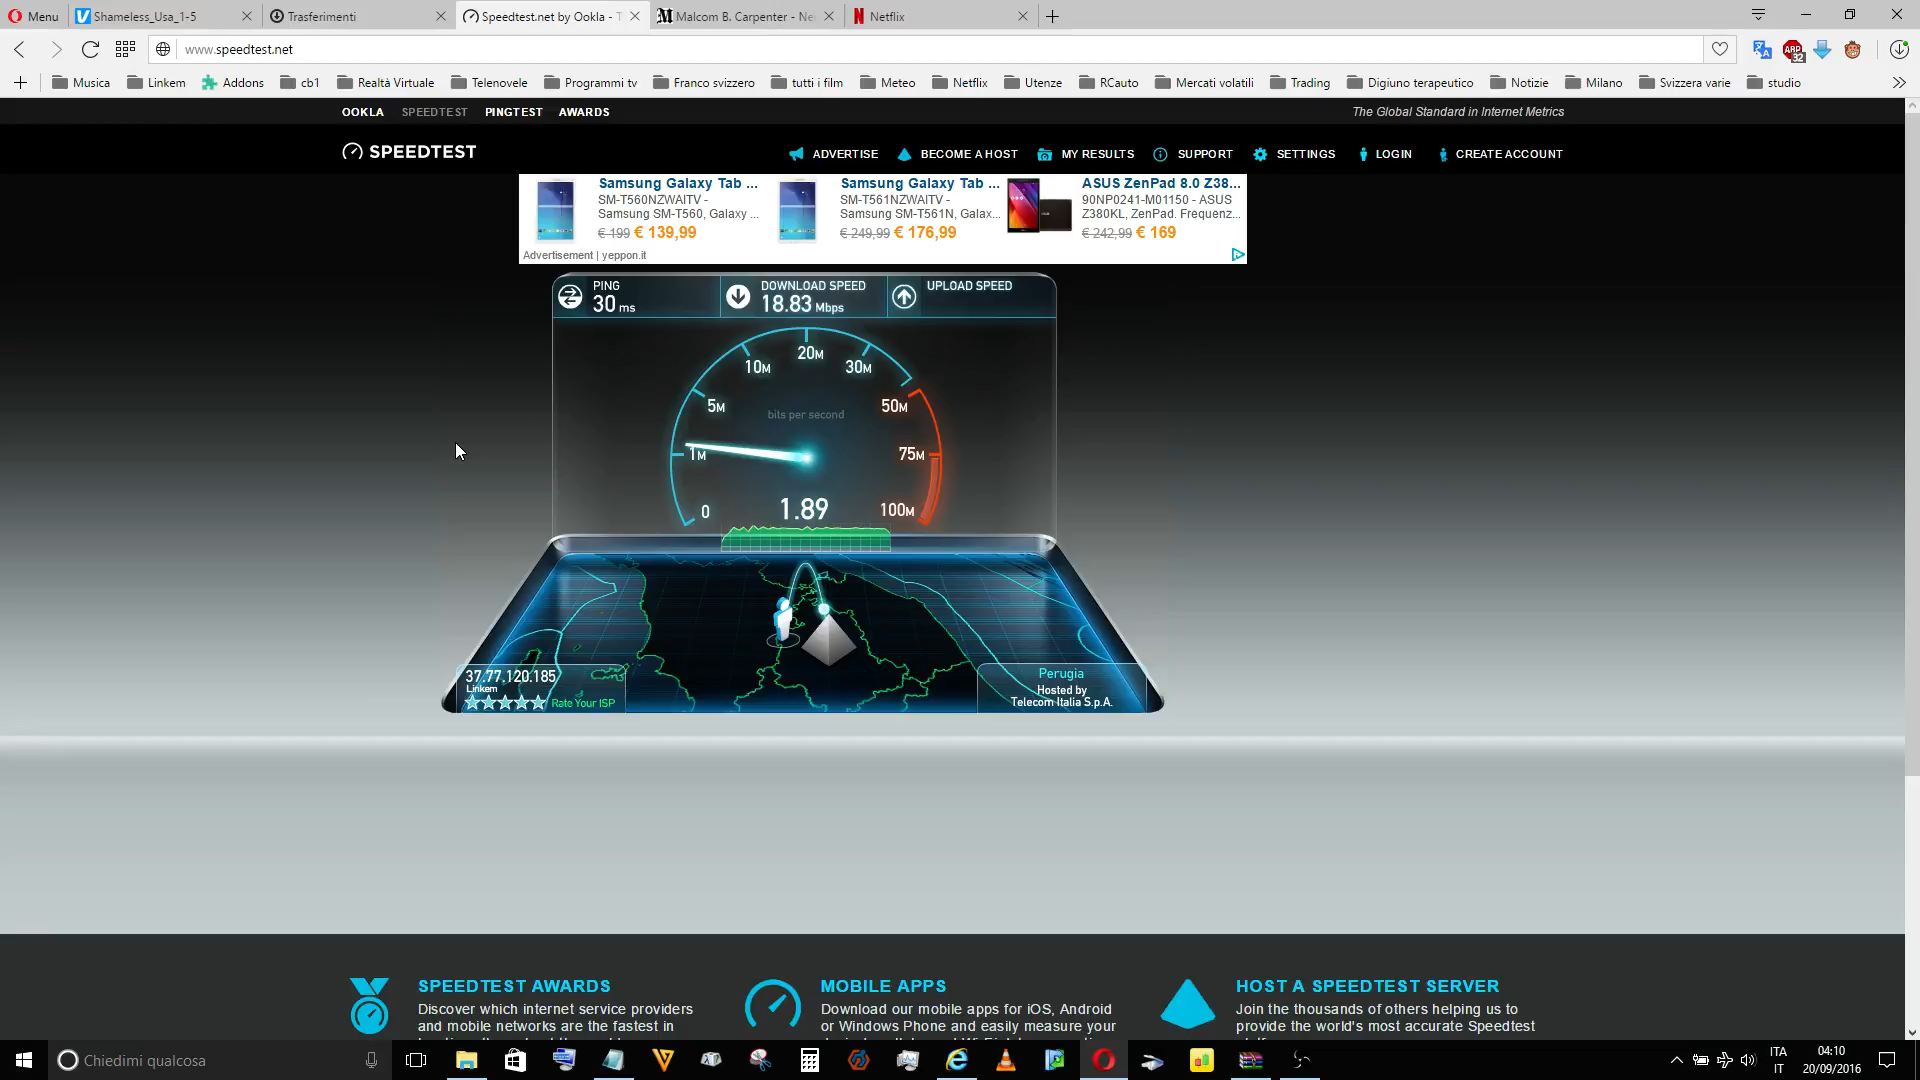 Menu
Shameless_Usa_1-5
Trasferimenti
Speedtest.net by Ookla - T
Malcom B. Carpenter - Ne
Netflix
www.speedtest.net
ABP
32
Musica
Linkem
Addons
cb1
Realtà Virtuale
Telenovele
Programmi tv
Franco svizzero
tutti i film
Meteo
Netflix
Utenze
RCauto
Mercati volatili
Trading
Digiuno terapeutico
Notizie
Milano
Svizzera varie
studio
OOKLA SPEEDTEST PINGTEST AWARDS
The Global Standard in Internet Metrics
SPEEDTEST
ADVERTISE
BECOME A HOST
MY RESULTS
SUPPORT
SETTINGS
LOGIN
CREATE ACCOUNT
Samsung Galaxy Tab ...
SM-T560NZWAITV -
Samsung SM-T560, Galaxy ...
€ 199 € 139,99
Samsung Galaxy Tab ...
SM-T561NZWAITV -
Samsung SM-T561N, Galax...
€ 249,99 € 176,99
ASUS ZenPad 8.0 Z38...
90NP0241-M01150 - ASUS
Z380KL, ZenPad. Frequenz...
€ 242,99 € 169
Advertisement | yeppon.it
PING
30 ms
DOWNLOAD SPEED
18.83 Mbps
UPLOAD SPEED
20M
10M
30M
5M
50M
bits per second
1M
75M
0
1.89
100M
37.77.120.185
Linkem
Rate Your ISP
Perugia
Hosted by
Telecom Italia S.p.A.
SPEEDTEST AWARDS
Discover which internet service providers
and mobile networks are the fastest in
MOBILE APPS
Download our mobile apps for iOS, Android
or Windows Phone and easily measure your
HOST A SPEEDTEST SERVER
Join the thousands of others helping us to
provide the world's most accurate Speedtest
Chiedimi qualcosa
ITA
IT
04:10
20/09/2016